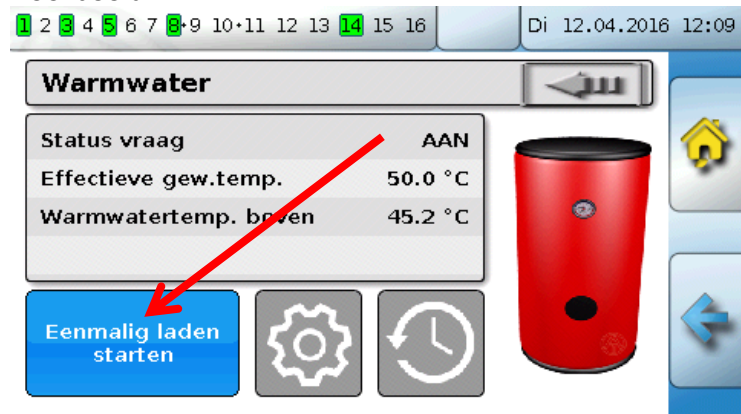 1 2 3 4 5 6 7 8·9 10·11 12 13 14 15 16
Di 12.04.2016 12:09
Warmwater
Status vraag AAN
Effectieve gew.temp. 50.0 °C
Warmwatertemp. boven 45.2 °C
Eenmalig laden
starten